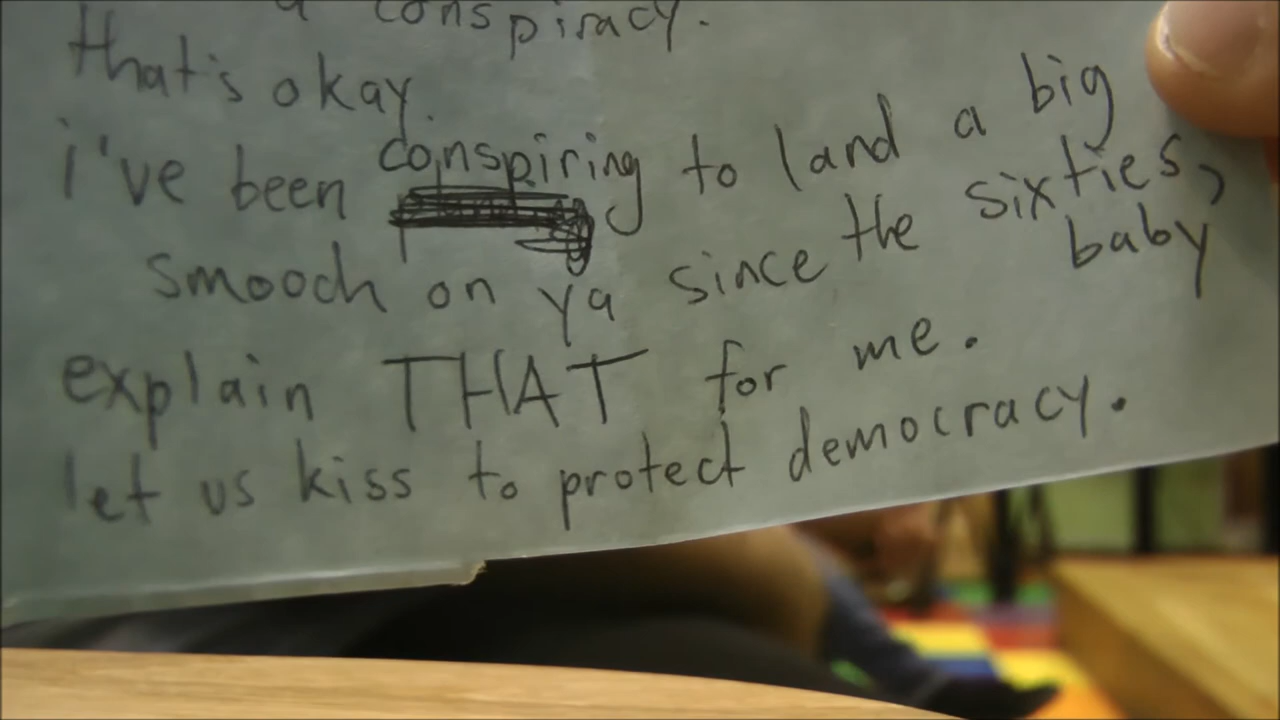 a conspiracy.
that's okay.
i've been conspiring to land a big
smooch on ya since the sixties,
baby
explain THAT for me.
let us kiss to protect democracy.